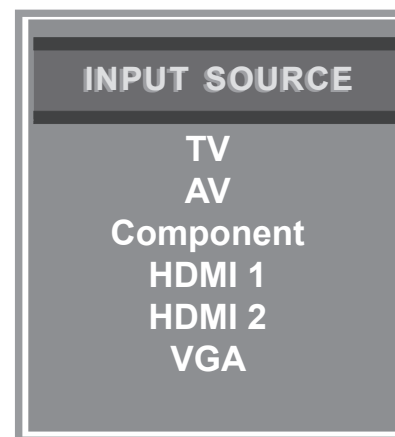 INPUT SOURCE
TV
AV
Component
HDMI 1
HDMI 2
VGA